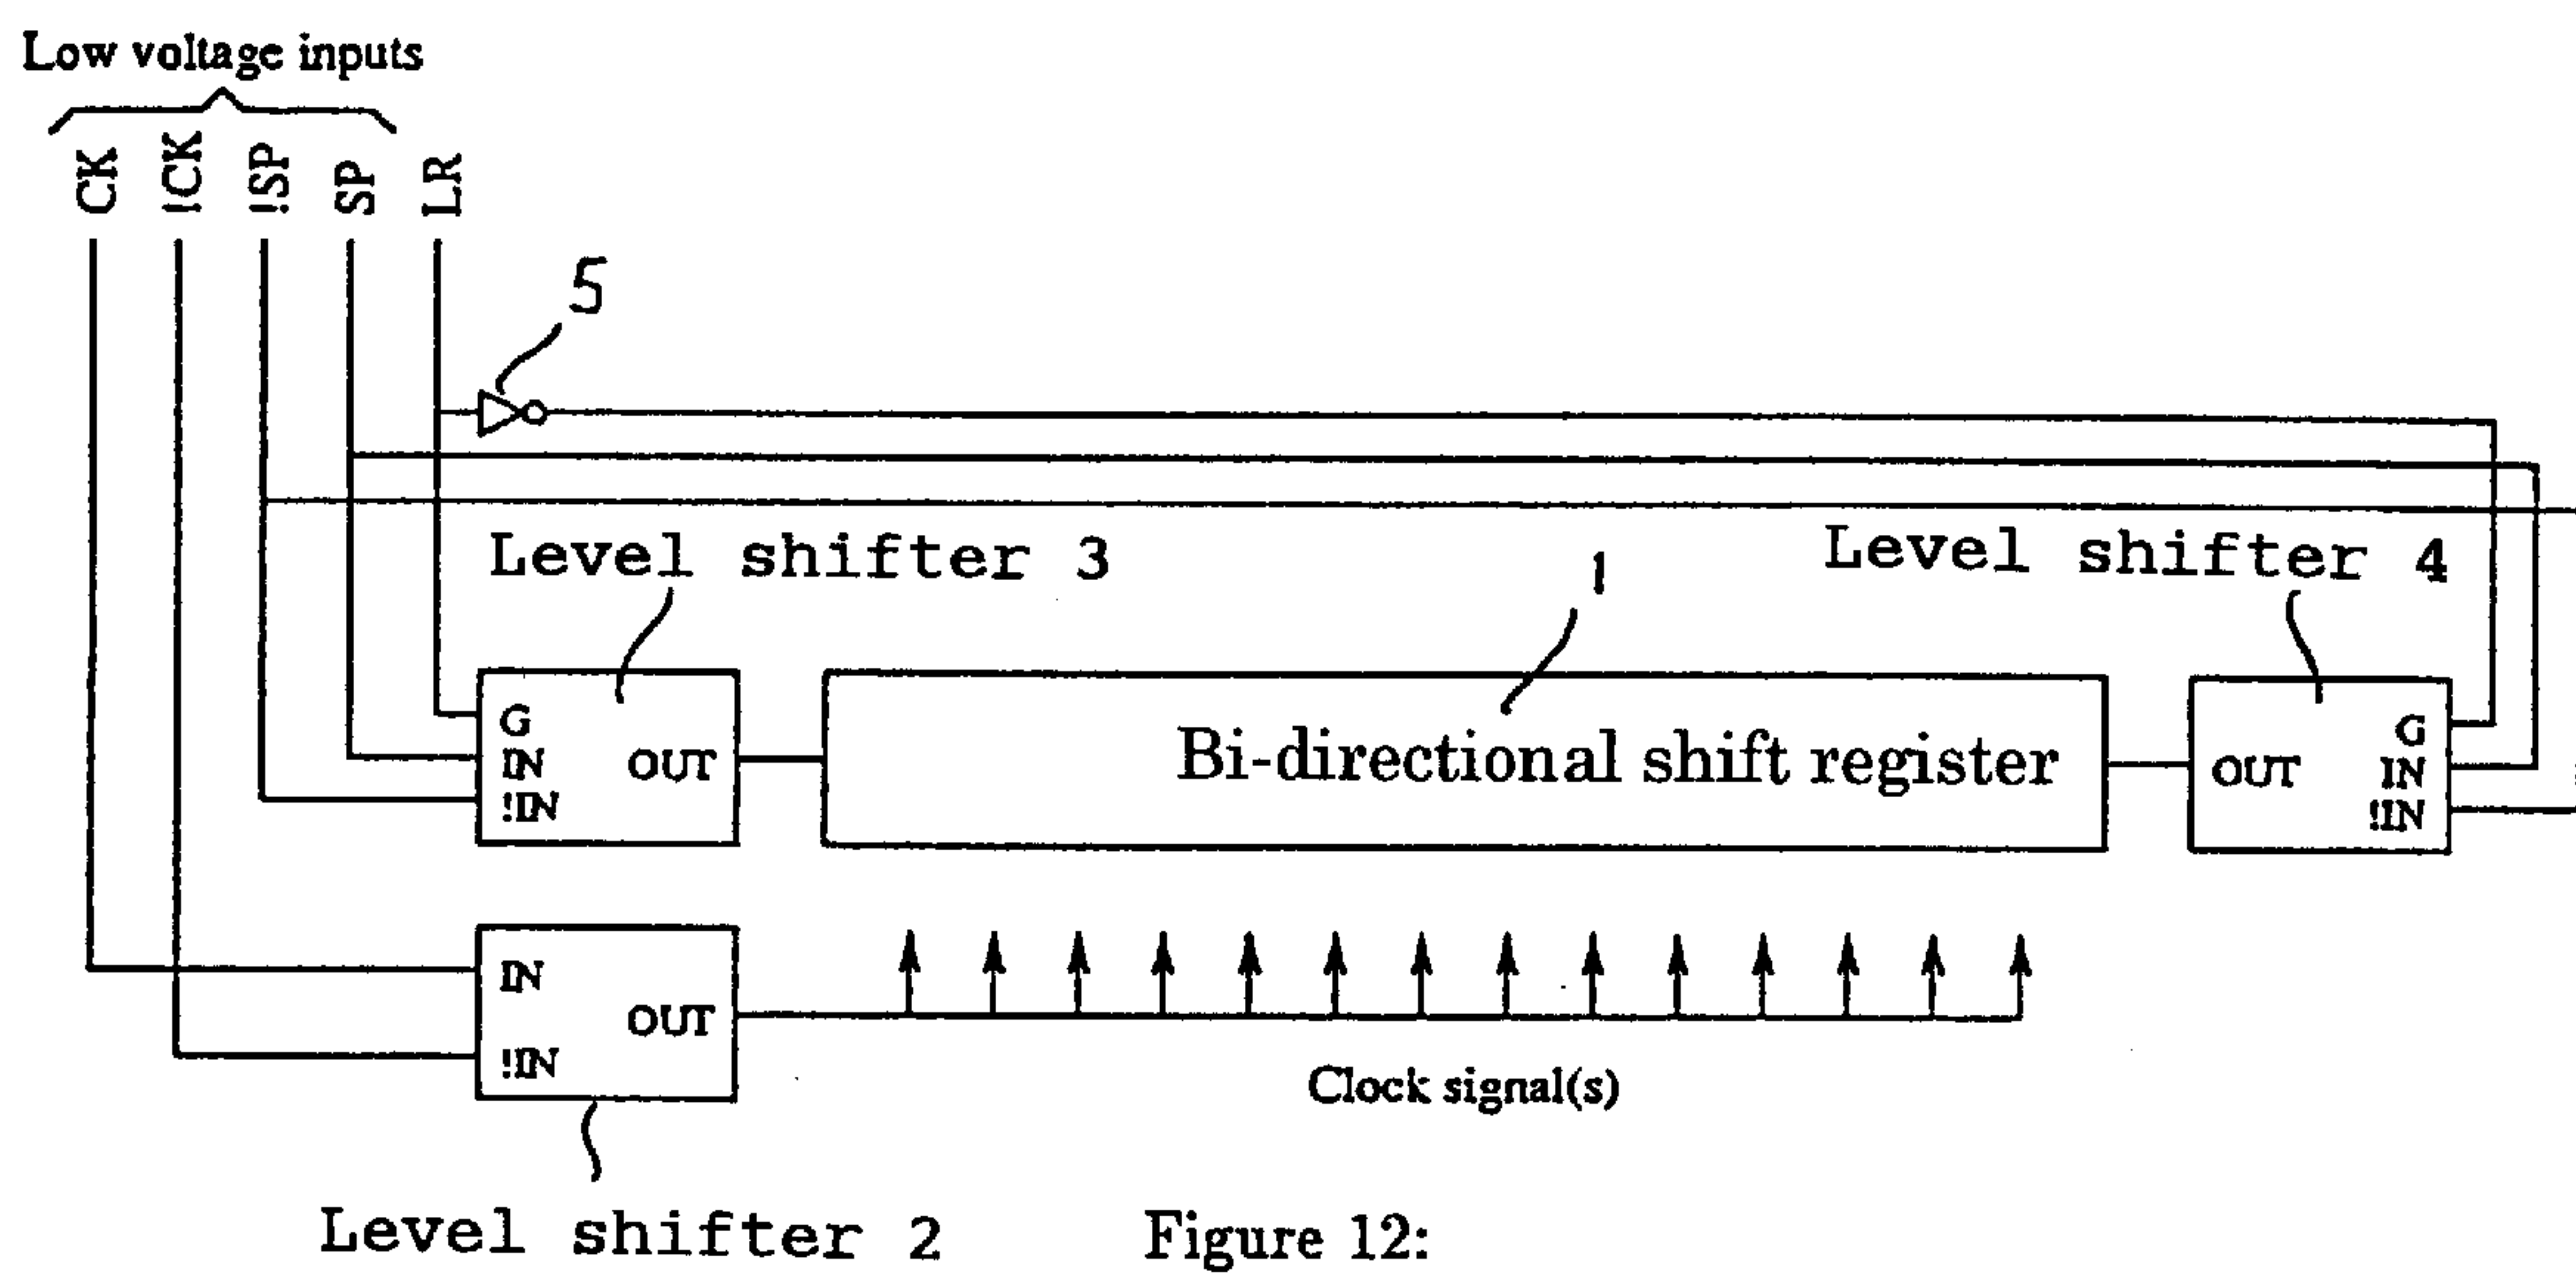 Low voltage inputs
CK
!CK
!SP
SP
LR
5
Level shifter 3
1
Level shifter 4
G
IN
!IN
OUT
Bi-directional shift register
OUT
G
IN
!IN
IN
!IN
OUT
Clock signal(s)
Level shifter 2
Figure 12: